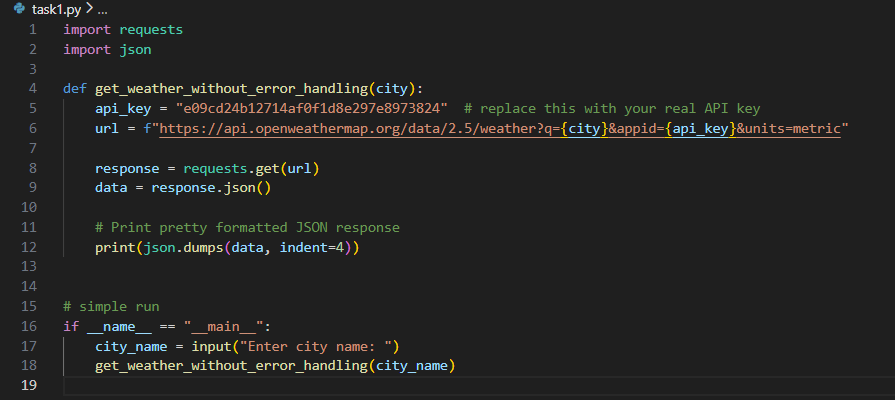 task1.py > ...
1 import requests
2 import json
3
4 def get_weather_without_error_handling(city):
5     api_key = "e09cd24b12714af0f1d8e297e8973824"  # replace this with your real API key
6     url = f"https://api.openweathermap.org/data/2.5/weather?q={city}&appid={api_key}&units=metric"
7
8     response = requests.get(url)
9     data = response.json()
10
11     # Print pretty formatted JSON response
12     print(json.dumps(data, indent=4))
13
14
15 # simple run
16 if __name__ == "__main__":
17     city_name = input("Enter city name: ")
18     get_weather_without_error_handling(city_name)
19